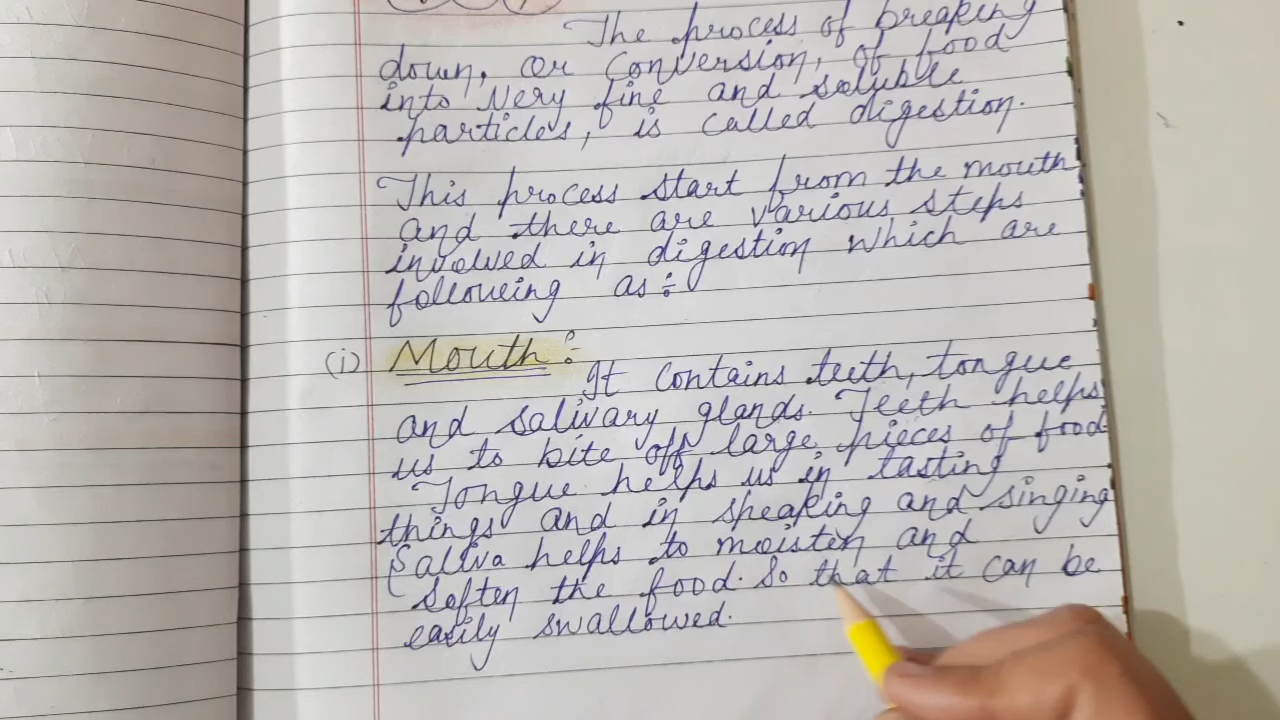 The process of breaking
down, or conversion, of food
into very fine and soluble
particles, is called digestion.
This process start from the mouth
and there are various steps
involved in digestion which are
following as:
(i) Mouth:
It contains teeth, tongue
and salivary glands. Teeth helps
us to bite off large pieces of food
Tongue helps us in tasting
things and in speaking and singing
Saliva helps to moisten and
soften the food. So that it can be
easily swallowed.